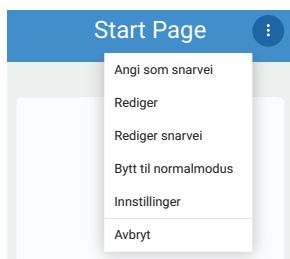 Start Page
Angi som snarvei
Rediger
Rediger snarvei
Bytt til normalmodus
Innstillinger
Avbryt